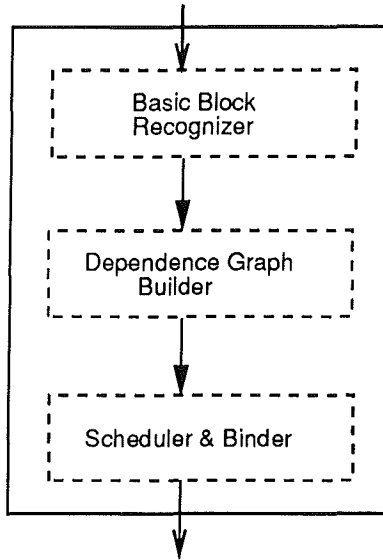 Basic Block
Recognizer
Dependence Graph
Builder
Scheduler & Binder